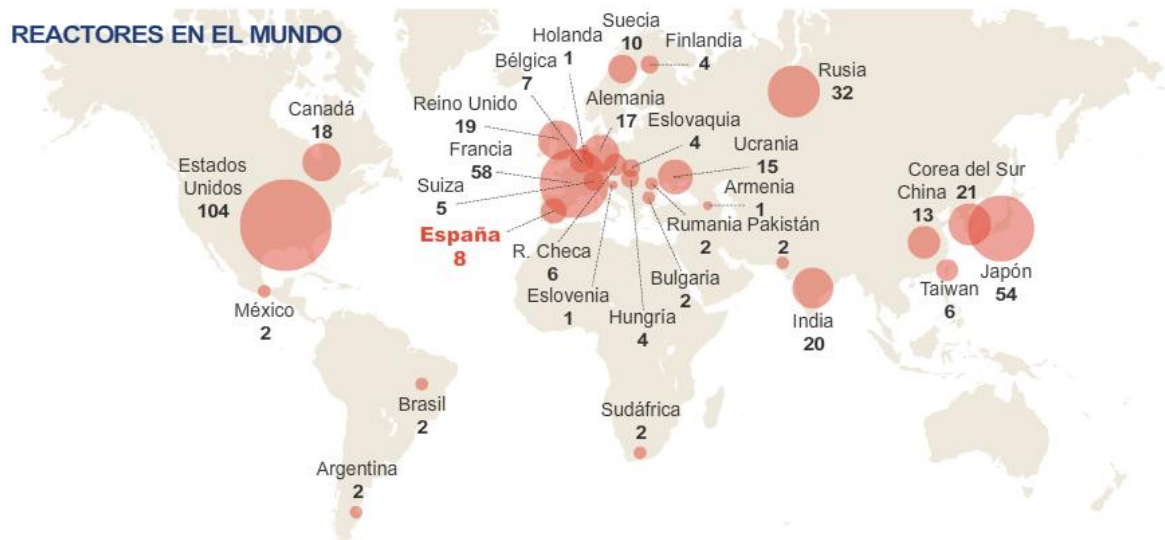 REACTORES EN EL MUNDO
Suecia
10
Holanda
1
Finlandia
4
Bélgica
7
Rusia
32
Reino Unido
19
Alemania
17
Canadá
18
Eslovaquia
4
Francia
58
Ucrania
15
Estados
Unidos
104
Corea del Sur
21
Suiza
5
Armenia
1
China
13
España
8
Rumania
2
Pakistán
2
R. Checa
6
Bulgaria
2
Japón
54
Eslovenia
1
Taiwan
6
México
2
Hungría
4
India
20
Brasil
2
Sudáfrica
2
Argentina
2